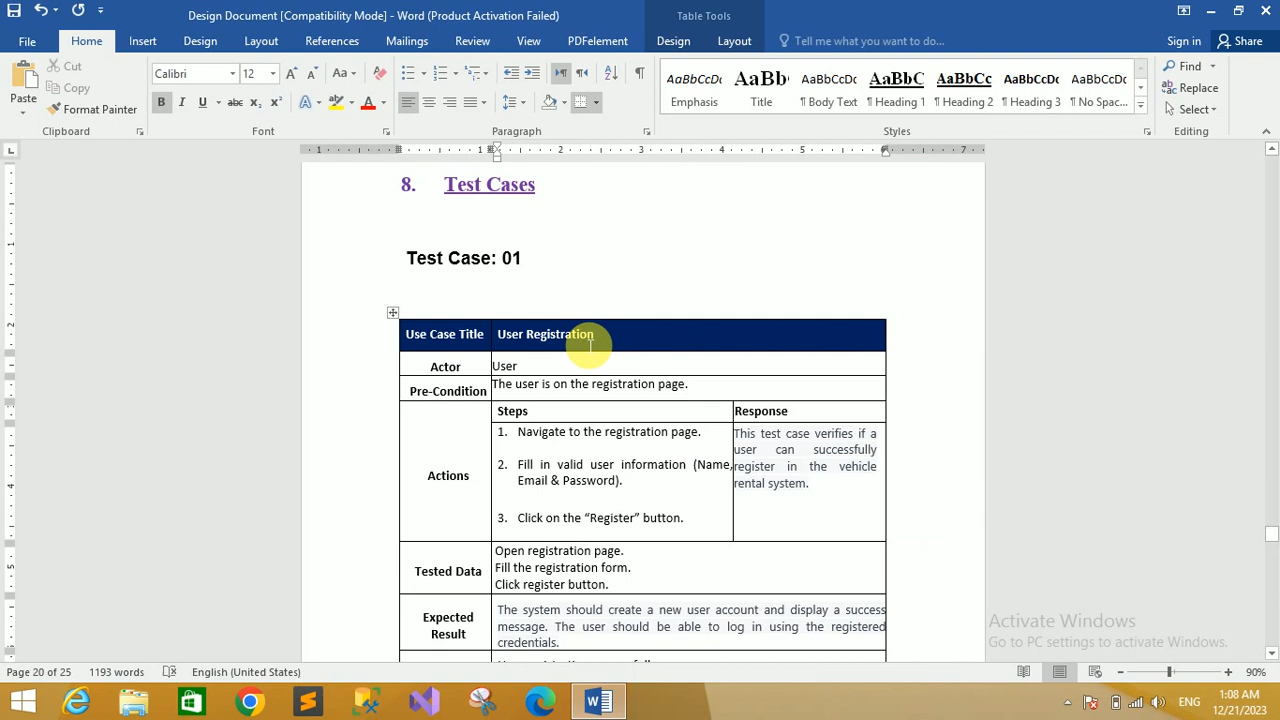 Design Document [Compatibility Mode] - Word (Product Activation Failed)
Table Tools
File Home Insert Design Layout References Mailings Review View PDFelement Design Layout Tell me what you want to do... Sign in Share
Cut
Copy
Format Painter
Paste
Clipboard
Calibri 12
Font
Paragraph
AaBbCcDc AaBb AaBbCcDc AaBbC AaBbCc AaBbCcD AaBbCcDc
Emphasis Title ¶ Body Text ¶ Heading 1 ¶ Heading 2 ¶ Heading 3 ¶ No Spac...
Styles
Find
Replace
Select
Editing
1 1 2 3 4 5 6 7
8. Test Cases
Test Case: 01
Use Case Title User Registration
Actor User
Pre-Condition The user is on the registration page.
Actions
Steps Response
1. Navigate to the registration page.
2. Fill in valid user information (Name, Email & Password).
3. Click on the “Register” button.
This test case verifies if a
user can successfully
register in the vehicle
rental system.
Tested Data
Open registration page.
Fill the registration form.
Click register button.
Expected
Result
The system should create a new user account and display a success
message. The user should be able to log in using the registered
credentials.
Activate Windows
Go to PC settings to activate Windows.
Page 20 of 25 1193 words English (United States) 90%
ENG
1:08 AM
12/21/2023